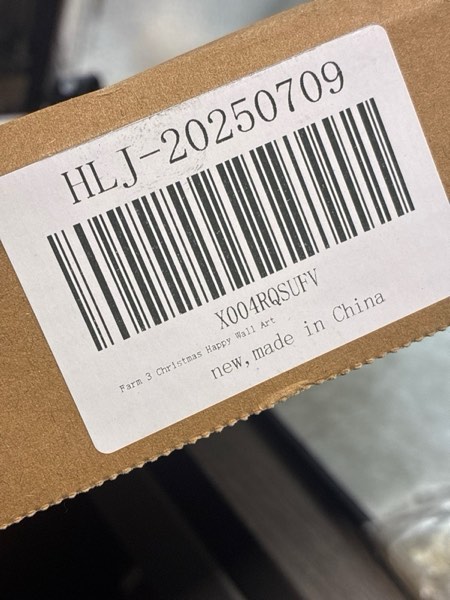 HLJ-20250709
X004RQSUFV
Farm 3 Christmas Happy Wall Art
new,made in China